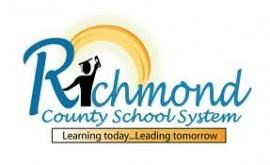 Richmond
County School System
Learning today...Leading tomorrow